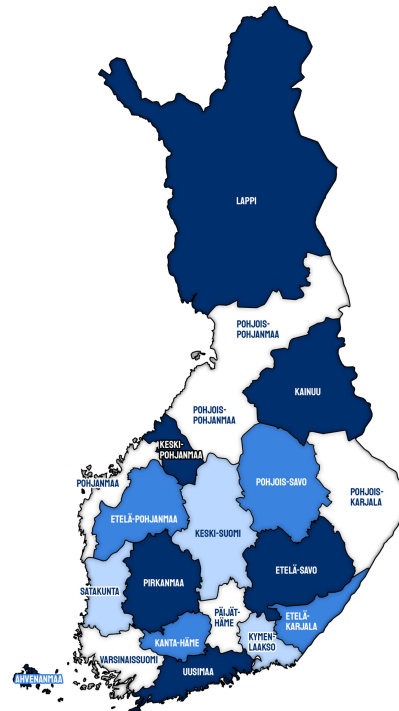 LAPPI
POHJOIS-
POHJANMAA
KAINUU
POHJOIS-
POHJANMAA
KESKI-
POHJANMAA
POHJANMAA
POHJOIS-SAVO
POHJOIS-
KARJALA
ETELÄ-POHJANMAA
KESKI-SUOMI
ETELÄ-SAVO
PIRKANMAA
SATAKUNTA
PÄIJÄT-
HÄME
ETELÄ-
KARJALA
KANTA-HÄME
KYMEN-
LAAKSO
VARSINAISSUOMI
UUSIMAA
AHVENANMAA